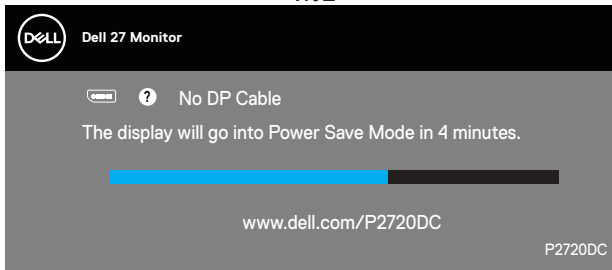 DELL
Dell 27 Monitor
? No DP Cable
The display will go into Power Save Mode in 4 minutes.
www.dell.com/P2720DC
P2720DC